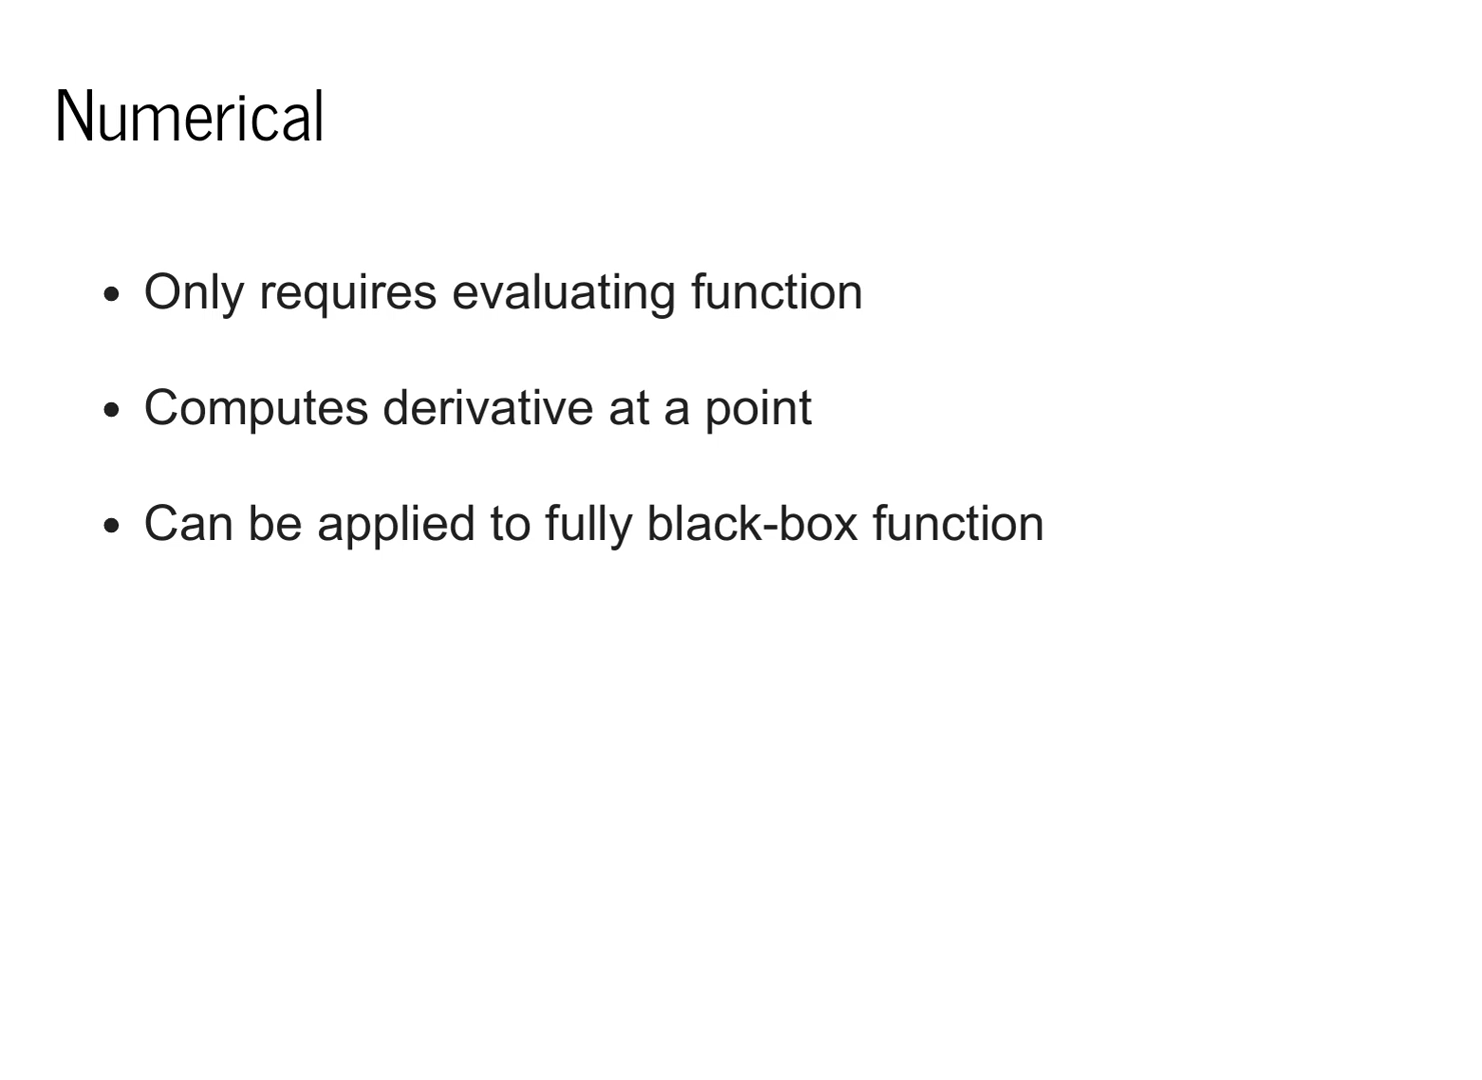 Numerical
• Only requires evaluating function
• Computes derivative at a point
• Can be applied to fully black-box function